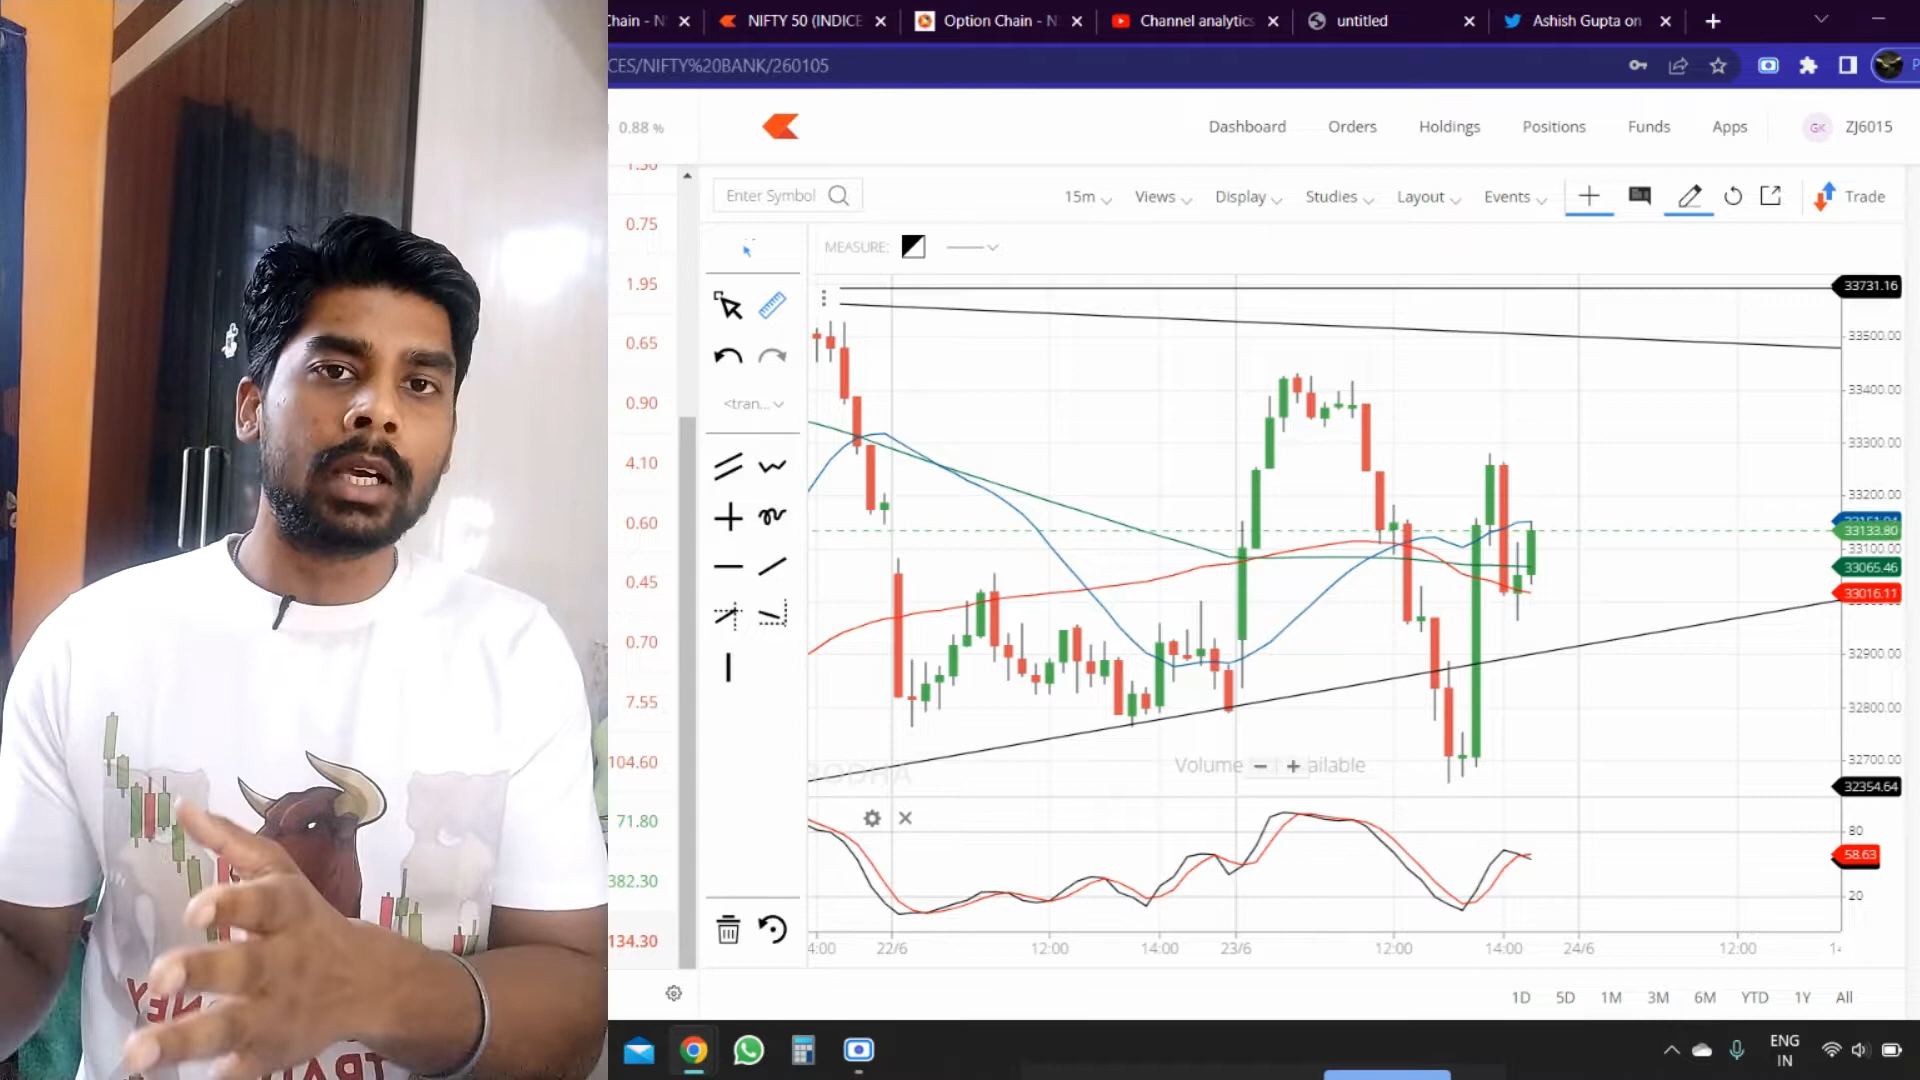 Chain - N
NIFTY 50 (INDICE
Option Chain - N
Channel analytics
untitled
Ashish Gupta on
CES/NIFTY%20BANK/260105
0.88 %
Dashboard
Orders
Holdings
Positions
Funds
Apps
GK
ZJ6015
1.30
0.75
1.95
0.65
0.90
4.10
0.60
0.45
0.70
7.55
104.60
71.80
382.30
134.30
Enter Symbol
15m
Views
Display
Studies
Layout
Events
Trade
MEASURE:
<tran...
33731.16
33500.00
33400.00
33300.00
33200.00
33133.80
33100.00
33065.46
33016.11
32900.00
32800.00
32700.00
32354.64
Volume
ailable
80
58.63
20
4:00
22/6
12:00
14:00
23/6
12:00
14:00
24/6
12:00
1D
5D
1M
3M
6M
YTD
1Y
All
ENG
IN